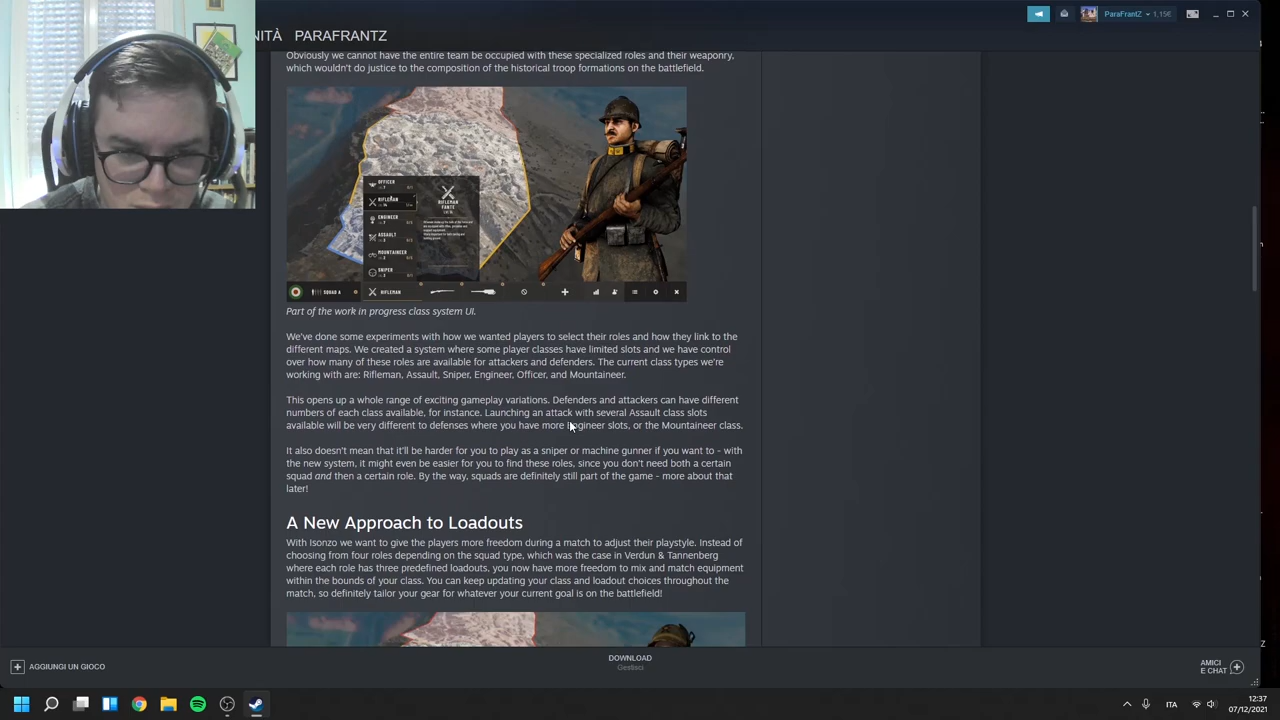 NITÀ PARAFRANTZ
ParaFrantZ
1,15€
Obviously we cannot have the entire team be occupied with these specialized roles and their weaponry,
which wouldn't do justice to the composition of the historical troop formations on the battlefield.
OFFICER
RIFLEMAN
ENGINEER
ASSAULT
MOUNTAINEER
SNIPER
RIFLEMAN
FANTE
SQUAD A
RIFLEMAN
Part of the work in progress class system UI.
We've done some experiments with how we wanted players to select their roles and how they link to the
different maps. We created a system where some player classes have limited slots and we have control
over how many of these roles are available for attackers and defenders. The current class types we're
working with are: Rifleman, Assault, Sniper, Engineer, Officer, and Mountaineer.
This opens up a whole range of exciting gameplay variations. Defenders and attackers can have different
numbers of each class available, for instance. Launching an attack with several Assault class slots
available will be very different to defenses where you have more Engineer slots, or the Mountaineer class.
It also doesn't mean that it'll be harder for you to play as a sniper or machine gunner if you want to - with
the new system, it might even be easier for you to find these roles, since you don't need both a certain
squad and then a certain role. By the way, squads are definitely still part of the game - more about that
later!
A New Approach to Loadouts
With Isonzo we want to give the players more freedom during a match to adjust their playstyle. Instead of
choosing from four roles depending on the squad type, which was the case in Verdun & Tannenberg
where each role has three predefined loadouts, you now have more freedom to mix and match equipment
within the bounds of your class. You can keep updating your class and loadout choices throughout the
match, so definitely tailor your gear for whatever your current goal is on the battlefield!
AGGIUNGI UN GIOCO
DOWNLOAD
Gestisci
AMICI
E CHAT
ITA
12:37
07/12/2021